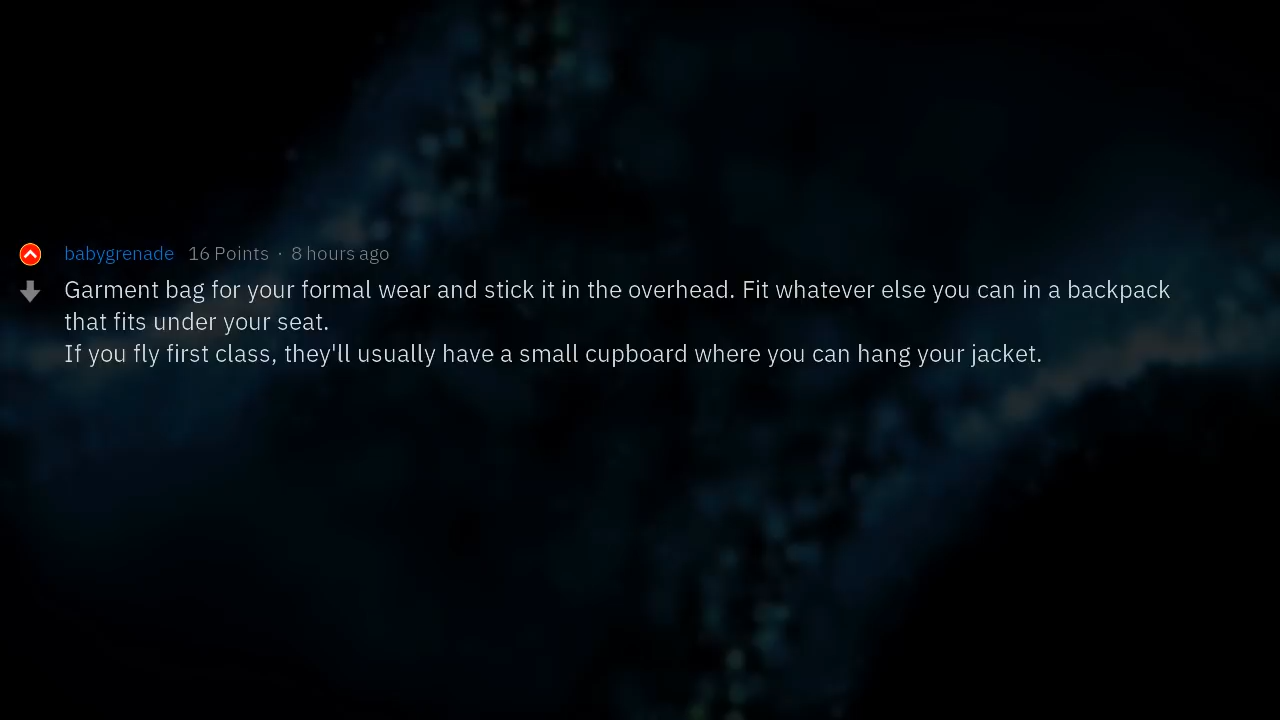 babygrenade 16 Points · 8 hours ago
Garment bag for your formal wear and stick it in the overhead. Fit whatever else you can in a backpack
that fits under your seat.
If you fly first class, they'll usually have a small cupboard where you can hang your jacket.